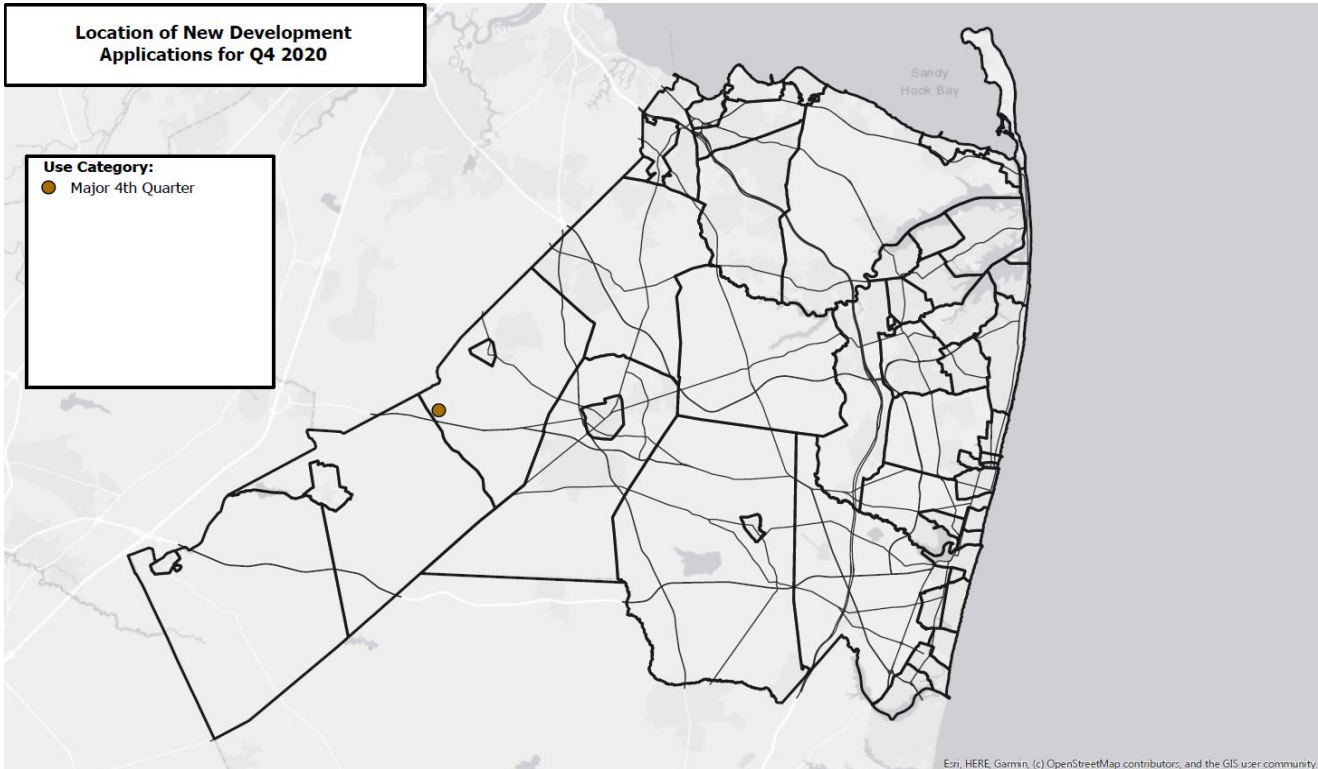 Location of New Development
Applications for Q4 2020
Sandy
Hook Bay
Use Category:
Major 4th Quarter
Esri, HERE, Garmin, (c) OpenStreetMap contributors, and the GIS user community